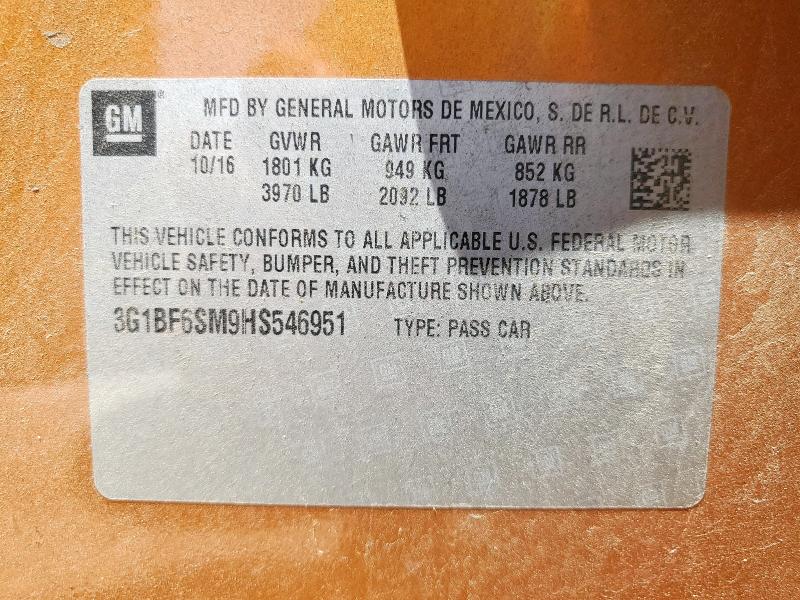 GM ® MFD BY GENERAL MOTORS DE MEXICO, S. DE R.L. DE C.V.
DATE GVWR GAWR FRT GAWR RR
10/16 1801 KG 949 KG 852 KG
3970 LB 2092 LB 1878 LB
THIS VEHICLE CONFORMS TO ALL APPLICABLE U.S. FEDERAL MOTOR
VEHICLE SAFETY, BUMPER, AND THEFT PREVENTION STANDARDS IN
EFFECT ON THE DATE OF MANUFACTURE SHOWN ABOVE.
3G1BF6SM9HS546951 TYPE: PASS CAR